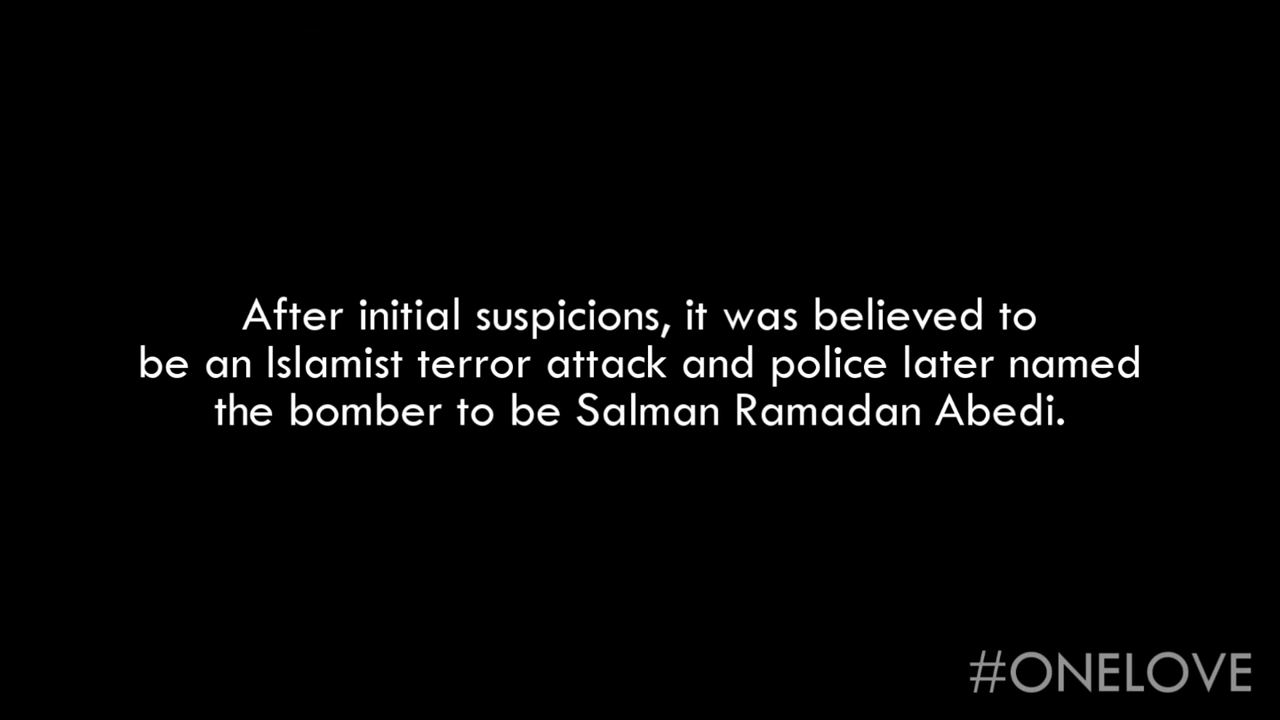 After initial suspicions, it was believed to
be an Islamist terror attack and police later named
the bomber to be Salman Ramadan Abedi.
#ONELOVE